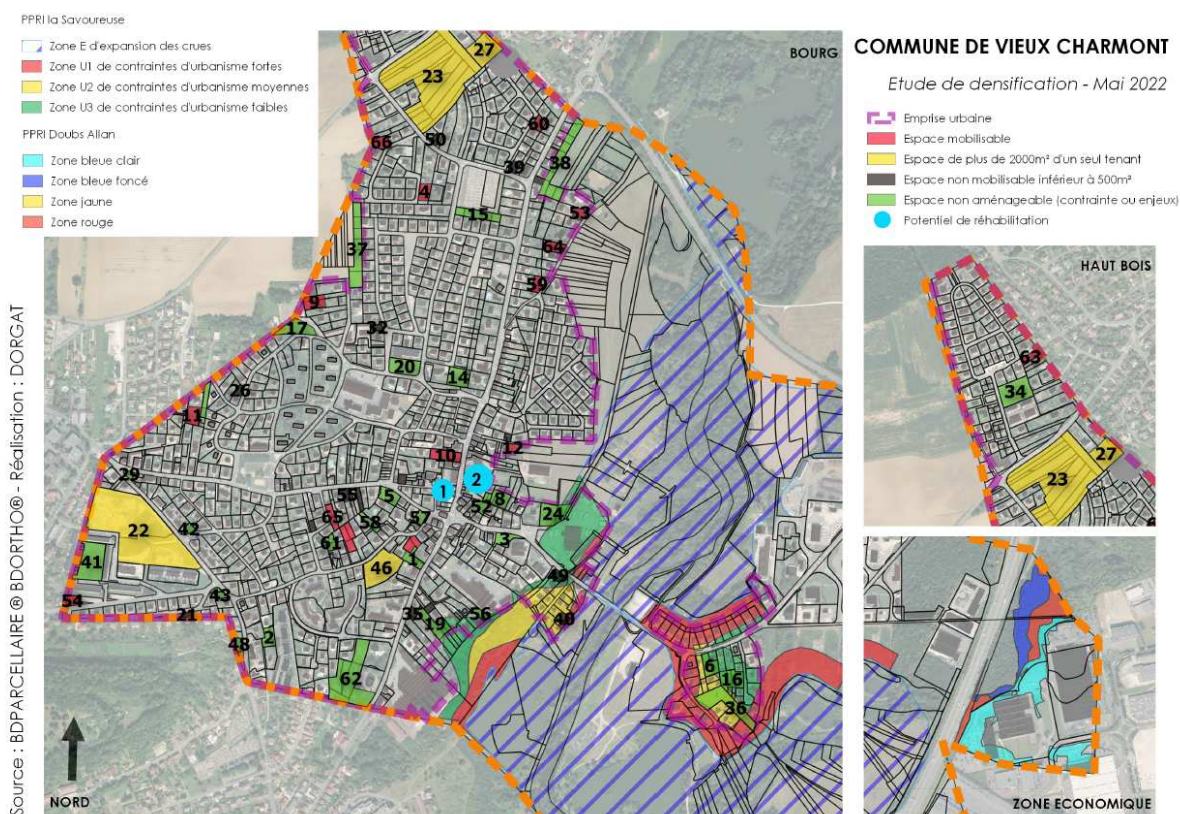 PPRI la Savoureuse
Zone E d'expansion des crues
Zone U1 de contraintes d'urbanisme fortes
Zone U2 de contraintes d'urbanisme moyennes
Zone U3 de contraintes d'urbanisme faibles
PPRI Doubs Allan
Zone bleue clair
Zone bleue foncé
Zone jaune
Zone rouge
Source : BDPARCELLAIRE® BDORTHO® - Réalisation : DORGAT
BOURG
27
23
60
50
66
39
38
4
15
53
37
64
59
9
17
32
20
14
26
11
12
10
29
2
1
55
5
8
52
22
65
58
57
24
42
61
3
1
41
46
49
43
54
35
56
40
21
19
48
2
6
16
62
36
NORD
COMMUNE DE VIEUX CHARMONT
Etude de densification - Mai 2022
Emprise urbaine
Espace mobilisable
Espace de plus de 2000m² d'un seul tenant
Espace non mobilisable inférieur à 500m²
Espace non aménageable (contrainte ou enjeux)
Potentiel de réhabilitation
HAUT BOIS
63
34
27
23
ZONE ECONOMIQUE